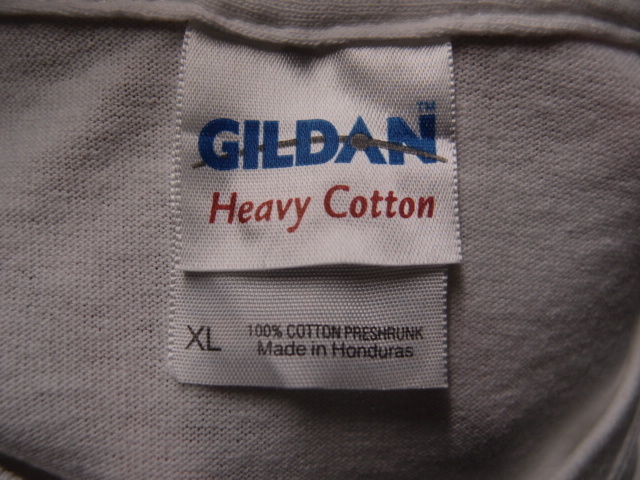 GILDAN™
Heavy Cotton
XL
100% COTTON PRESHRUNK
Made in Honduras